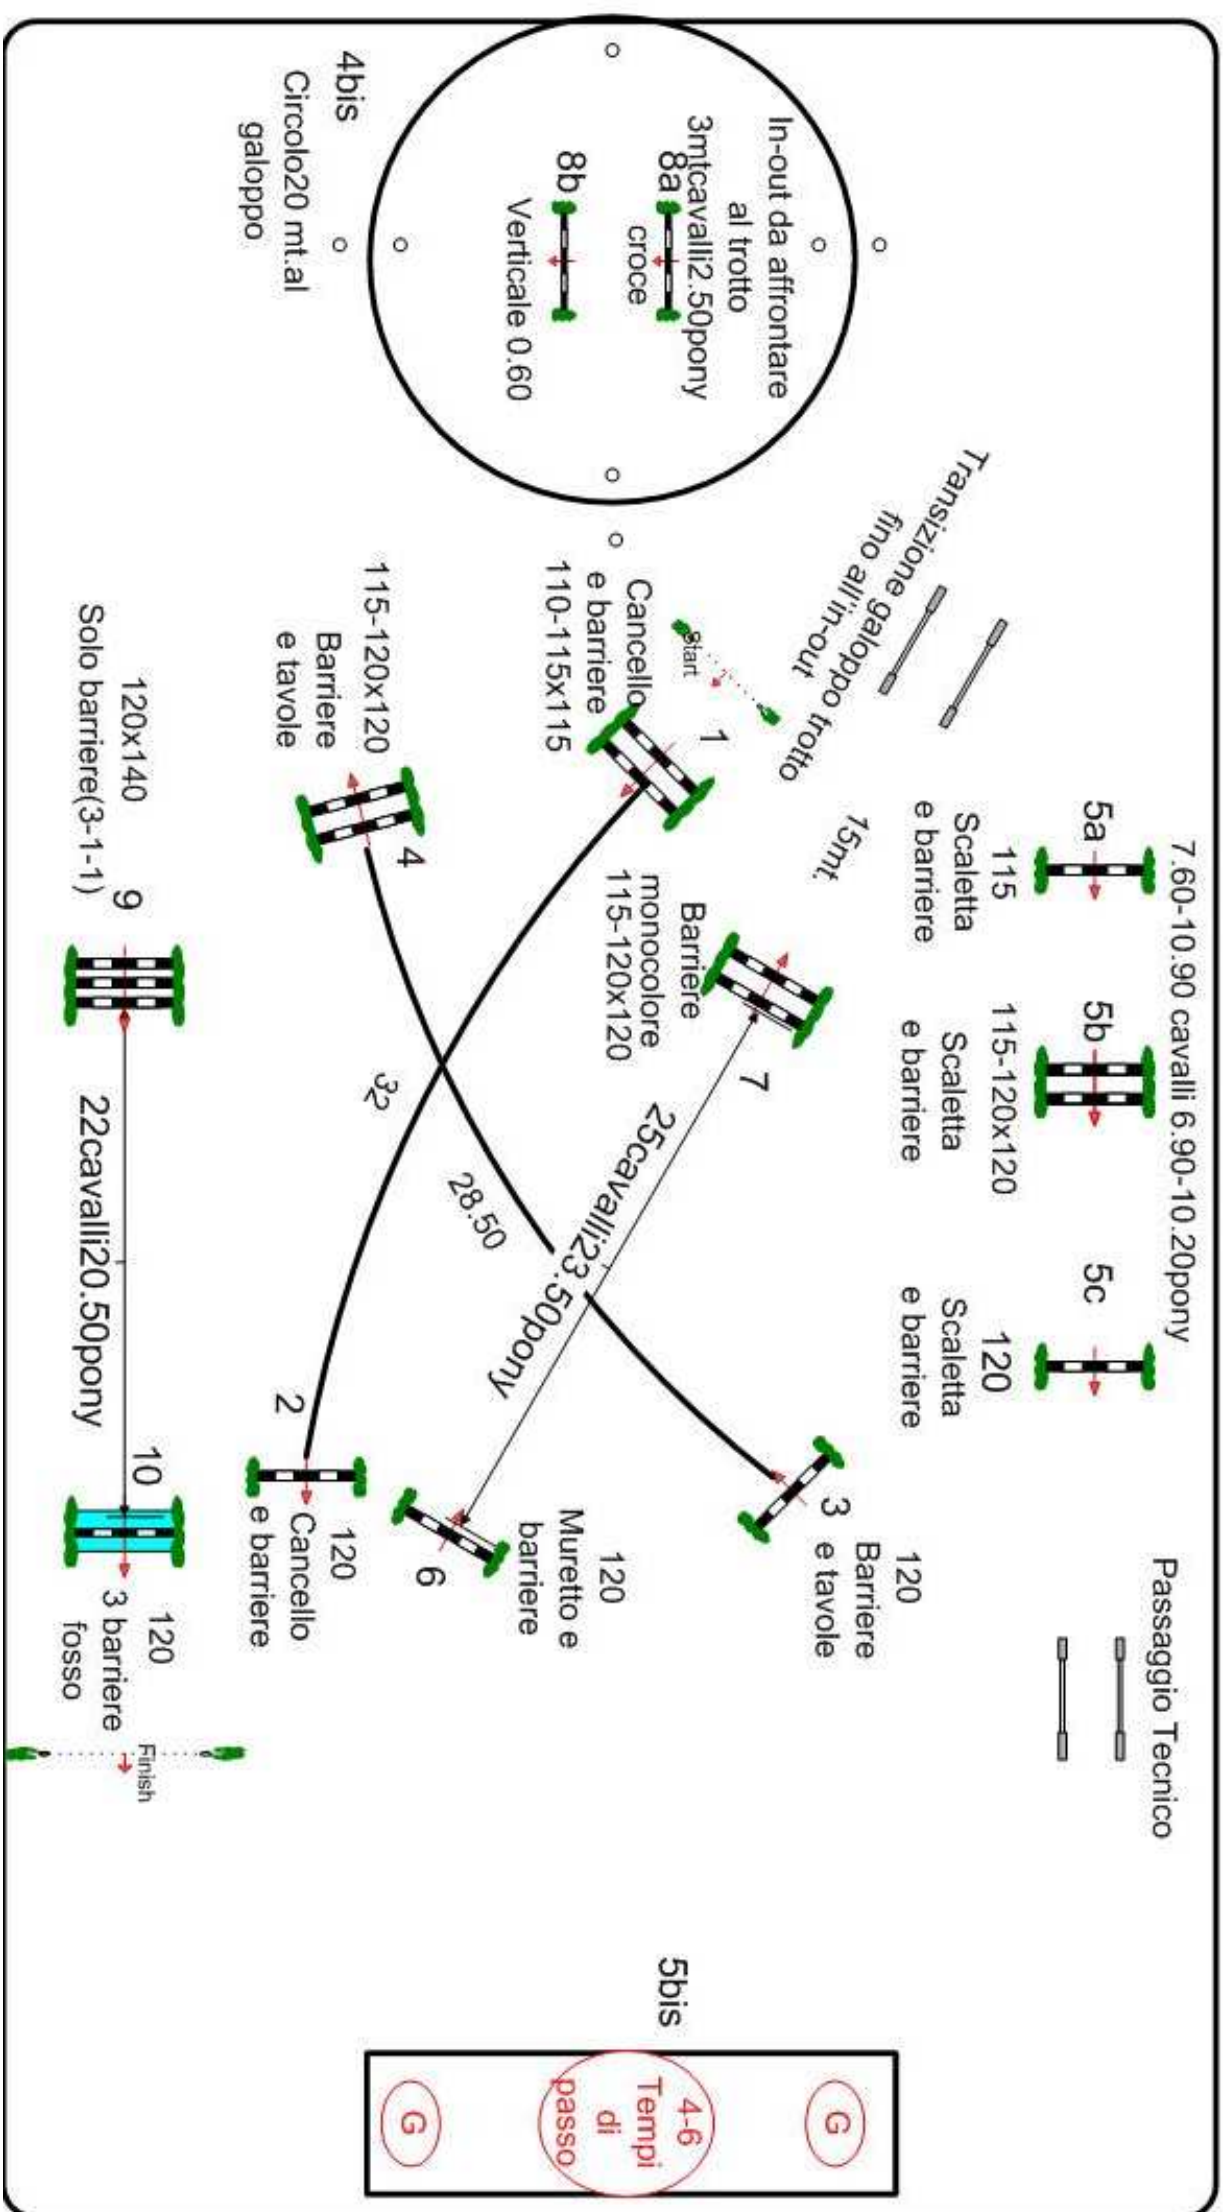 4bis
Circolo20 mt.al
galoppo
In-out da affrontare
al trotto
3mtcavalli2.50pony
8a
croce
8b
Verticale 0.60
Transizione galoppo trotto
fino all'in-out
Start
Cancello
e barriere
110-115x115
1
115-120x120
Barriere
e tavole
4
120x140
Solo barriere(3-1-1)
9
15mt.
Barriere
monocolore
115-120x120
7
7.60-10.90 cavalli 6.90-10.20pony
5a
115
Scaletta
e barriere
5b
115-120x120
Scaletta
e barriere
5c
120
Scaletta
e barriere
32
28.50
25cavalli23.50pony
22cavalli20.50pony
10
120
3 barriere
fosso
2
120
Cancello
e barriere
6
120
Muretto e
barriere
3
120
Barriere
e tavole
Finish
Passaggio Tecnico
5bis
G
4-6
Tempi
di
passo
G